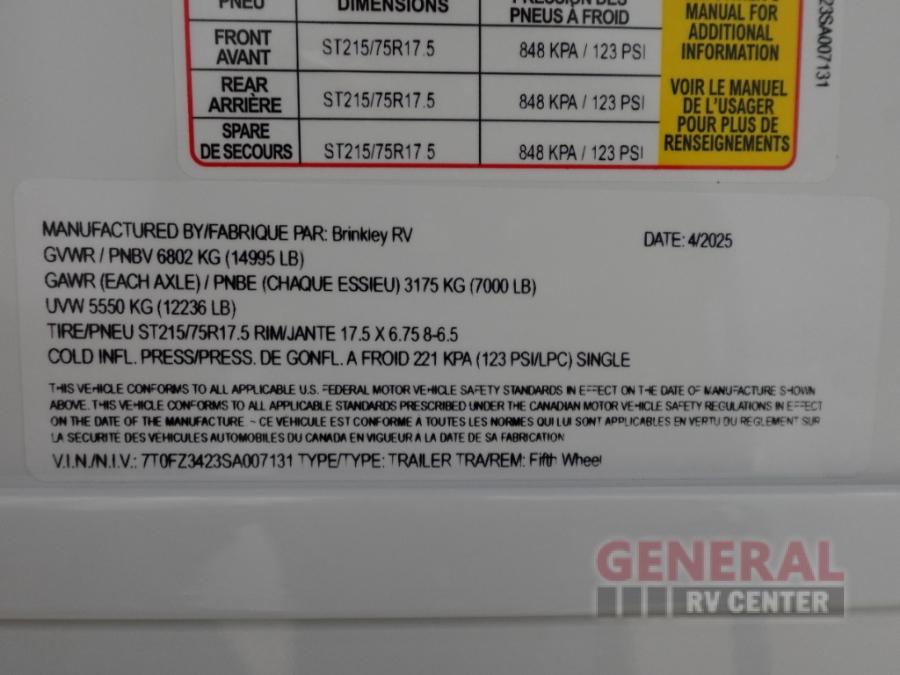 PNEU DIMENSIONS PRESSION DES
PNEUS À FROID
FRONT
AVANT ST215/75R17.5 848 KPA / 123 PSI
REAR
ARRIÈRE ST215/75R17.5 848 KPA / 123 PSI
SPARE
DE SECOURS ST215/75R17.5 848 KPA / 123 PSI
MANUAL FOR
ADDITIONAL
INFORMATION
VOIR LE MANUEL
DE L'USAGER
POUR PLUS DE
RENSEIGNEMENTS
23SA007131
MANUFACTURED BY/FABRIQUE PAR: Brinkley RV DATE: 4/2025
GVWR / PNBV 6802 KG (14995 LB)
GAWR (EACH AXLE) / PNBE (CHAQUE ESSIEU) 3175 KG (7000 LB)
UVW 5550 KG (12236 LB)
TIRE/PNEU ST215/75R17.5 RIM/JANTE 17.5 X 6.75 8-6.5
COLD INFL. PRESS/PRESS. DE GONFL. A FROID 221 KPA (123 PSI/LPC) SINGLE
THIS VEHICLE CONFORMS TO ALL APPLICABLE U.S. FEDERAL MOTOR VEHICLE SAFETY STANDARDS IN EFFECT ON THE DATE OF MANUFACTURE SHOWN
ABOVE. THIS VEHICLE CONFORMS TO ALL APPLICABLE STANDARDS PRESCRIBED UNDER THE CANADIAN MOTOR VEHICLE SAFETY REGULATIONS IN EFFECT
ON THE DATE OF THE MANUFACTURE - CE VEHICULE EST CONFORME A TOUTES LES NORMES QUI LUI SONT APPLICABLES EN VERTU DU REGLEMENT SUR
LA SECURITE DES VEHICULES AUTOMOBILES DU CANADA EN VIGUEUR A LA DATE DE SA FABRICATION
V.I.N./N.I.V.: 7T0FZ3423SA007131 TYPE/TYPE: TRAILER TRA/REM: Fifth Wheel
GENERAL
RV CENTER